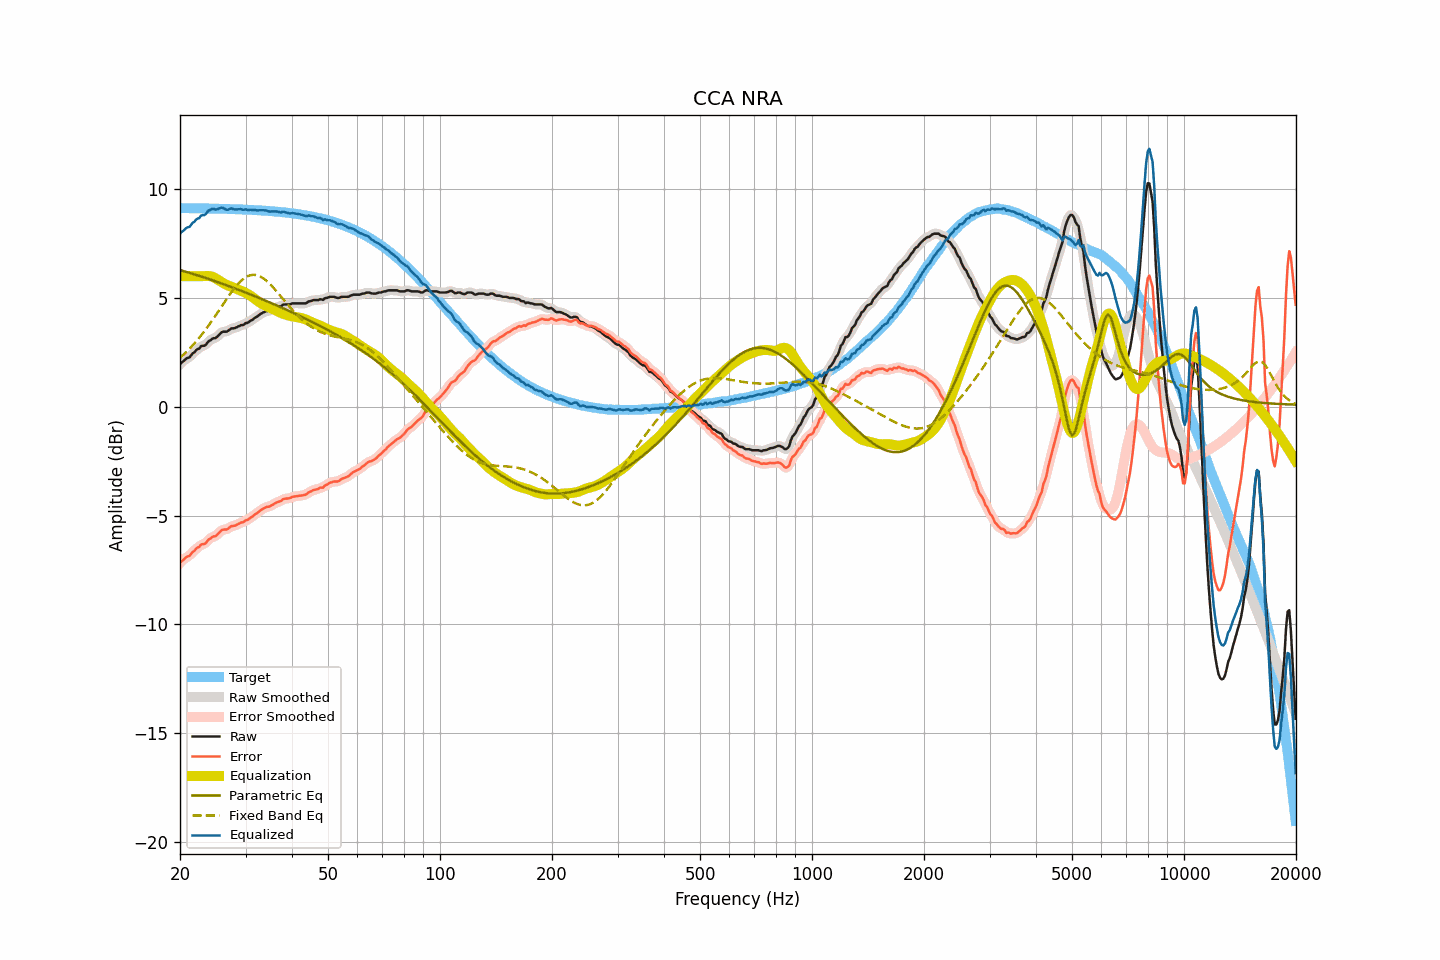 CCA NRA
Amplitude (dBr)
10
5
0
−5
−10
−15
−20
Target
Raw Smoothed
Error Smoothed
Raw
Error
Equalization
Parametric Eq
Fixed Band Eq
Equalized
20 50 100 200 500 1000 2000 5000 10000 20000
Frequency (Hz)